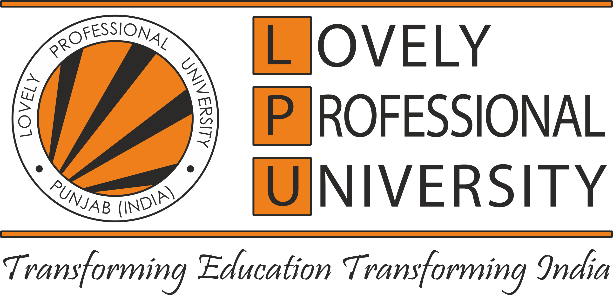 LOVELY PROFESSIONAL UNIVERSITY
• PUNJAB (INDIA) •
LOVELY
PROFESSIONAL
UNIVERSITY
Transforming Education Transforming India